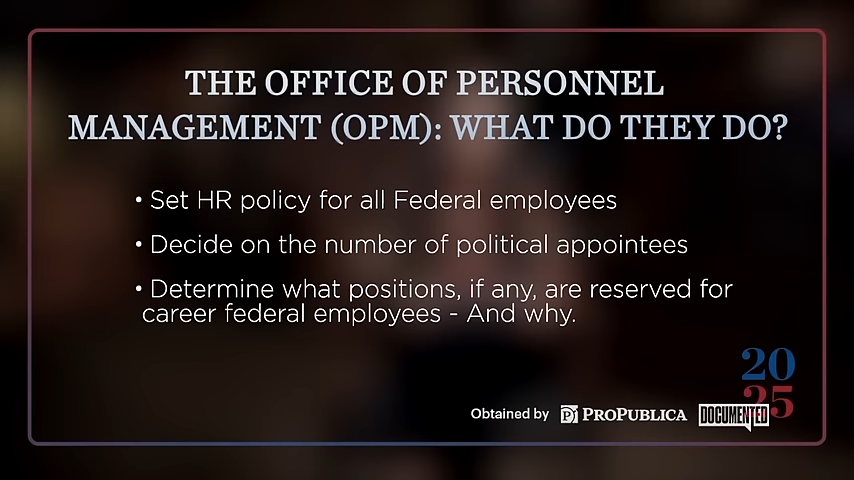 THE OFFICE OF PERSONNEL
MANAGEMENT (OPM): WHAT DO THEY DO?
• Set HR policy for all Federal employees
• Decide on the number of political appointees
• Determine what positions, if any, are reserved for
career federal employees - And why.
20
25
Obtained by PROPUBLICA DOCUMENTED